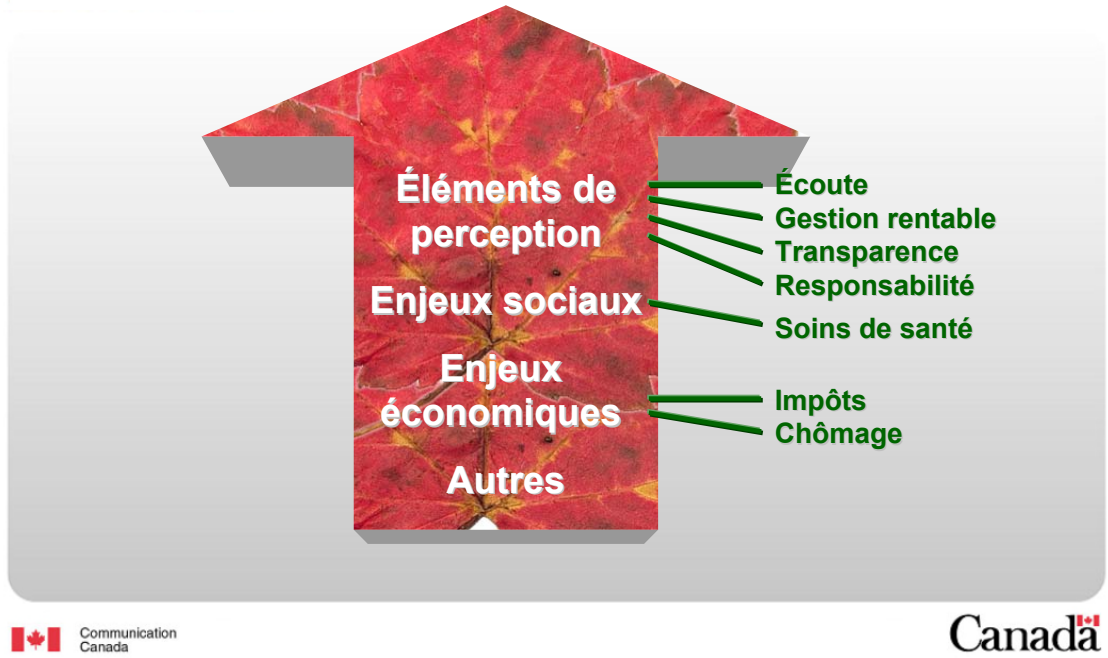 Éléments de
perception
Écoute
Gestion rentable
Transparence
Responsabilité
Enjeux sociaux
Soins de santé
Enjeux
économiques
Impôts
Chômage
Autres
Communication
Canada
Canada